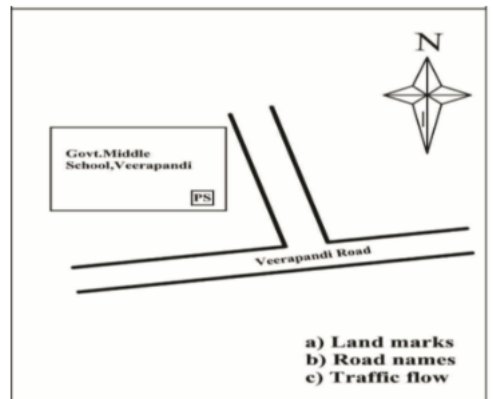 N
Govt.Middle
School,Veerapandi
PS
Veerapandi Road
a) Land marks
b) Road names
c) Traffic flow